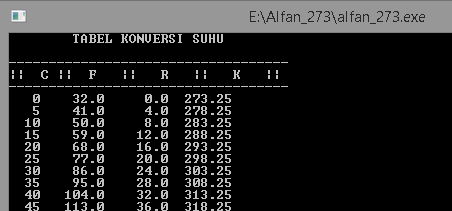 E:\Alfan_273\alfan_273.exe
TABEL KONVERSI SUHU
--------------------------------------
¦¦ C ¦¦ F ¦¦ R ¦¦ K ¦¦
--------------------------------------
0 32.0 0.0 273.25
5 41.0 4.0 278.25
10 50.0 8.0 283.25
15 59.0 12.0 288.25
20 68.0 16.0 293.25
25 77.0 20.0 298.25
30 86.0 24.0 303.25
35 95.0 28.0 308.25
40 104.0 32.0 313.25
45 113.0 36.0 318.25